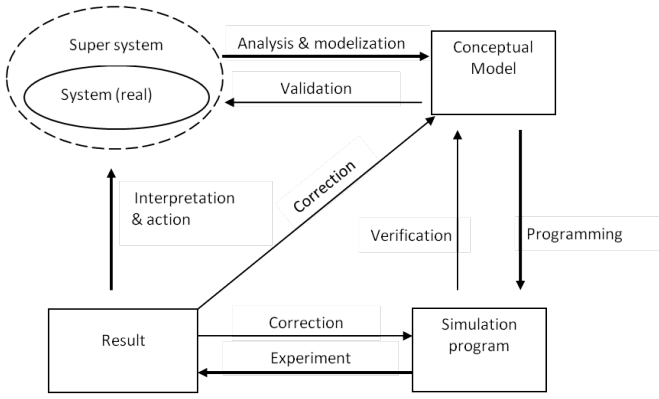 Super system
Analysis & modelization
Conceptual
Model
System (real)
Validation
Interpretation
& action
Correction
Verification
Programming
Result
Correction
Simulation
program
Experiment